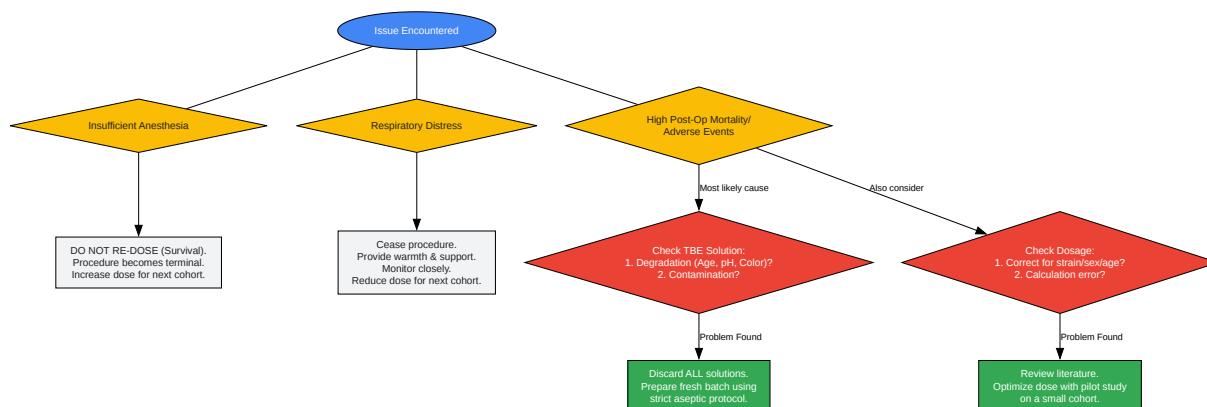 Issue Encountered
Insufficient Anesthesia
Respiratory Distress
High Post-Op Mortality/
Adverse Events
Most likely cause
Also consider
DO NOT RE-DOSE (Survival).
Procedure becomes terminal.
Increase dose for next cohort.
Cease procedure.
Provide warmth & support.
Monitor closely.
Reduce dose for next cohort.
Check TBE Solution:
1. Degradation (Age, pH, Color)?
2. Contamination?
Check Dosage:
1. Correct for strain/sex/age?
2. Calculation error?
Problem Found
Problem Found
Discard ALL solutions.
Prepare fresh batch using
strict aseptic protocol.
Review literature.
Optimize dose with pilot study
on a small cohort.